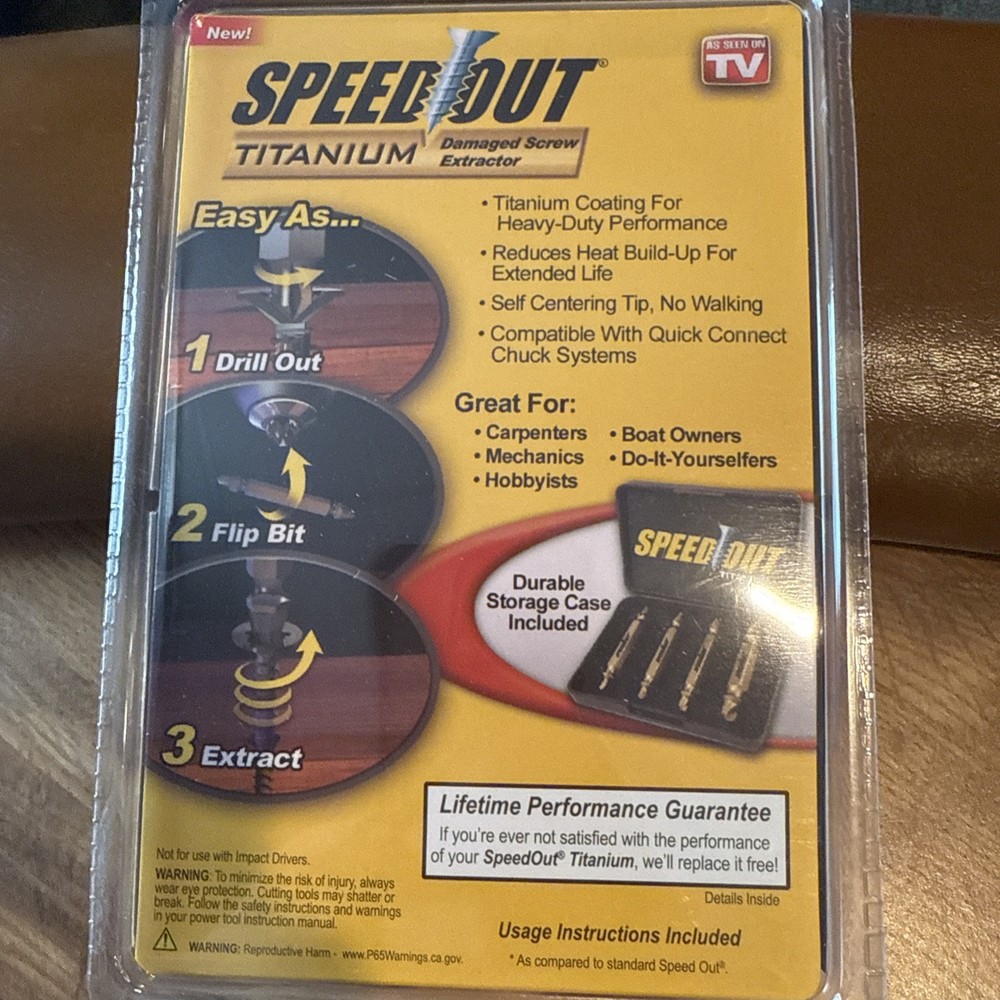 New!
SPEED OUT®
TITANIUM
Damaged Screw
Extractor
AS SEEN ON
TV
Easy As...
1 Drill Out
2 Flip Bit
3 Extract
• Titanium Coating For
Heavy-Duty Performance
• Reduces Heat Build-Up For
Extended Life
• Self Centering Tip, No Walking
• Compatible With Quick Connect
Chuck Systems
Great For:
• Carpenters • Boat Owners
• Mechanics • Do-It-Yourselfers
• Hobbyists
Durable
Storage Case
Included
SPEED OUT
Lifetime Performance Guarantee
If you're ever not satisfied with the performance
of your SpeedOut® Titanium, we'll replace it free!
Details Inside
Not for use with Impact Drivers.
WARNING: To minimize the risk of injury, always
wear eye protection. Cutting tools may shatter or
break. Follow the safety instructions and warnings
in your power tool instruction manual.
WARNING: Reproductive Harm - www.P65Warnings.ca.gov.
Usage Instructions Included
* As compared to standard Speed Out®.